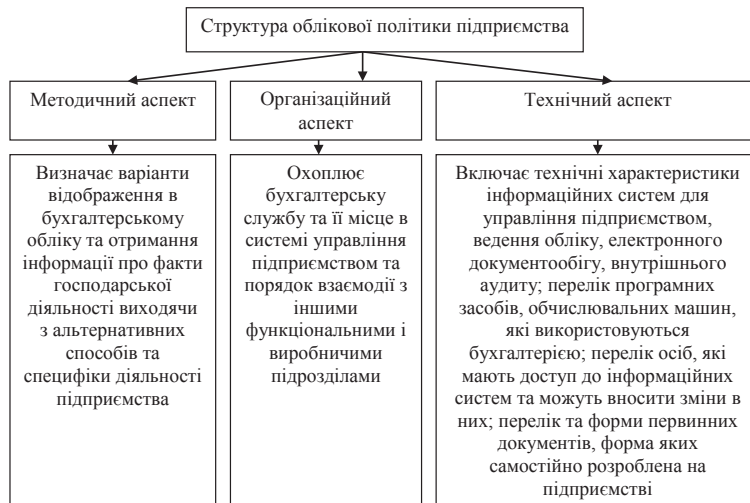 Структура облікової політики підприємства
Методичний аспект
Організаційний
аспект
Технічний аспект
Визначає варіанти
відображення в
бухгалтерському
обліку та отримання
інформації про факти
господарської
діяльності виходячи
з альтернативних
способів та
специфіки діяльності
підприємства
Охоплює
бухгалтерську
службу та її місце в
системі управління
підприємством та
порядок взаємодії з
іншими
функціональними і
виробничими
підрозділами
Включає технічні характеристики
інформаційних систем для
управління підприємством,
ведення обліку, електронного
документообігу, внутрішнього
аудиту; перелік програмних
засобів, обчислювальних машин,
які використовуються
бухгалтерією; перелік осіб, які
мають доступ до інформаційних
систем та можуть вносити зміни в
них; перелік та форми первинних
документів, форма яких
самостійно розроблена на
підприємстві